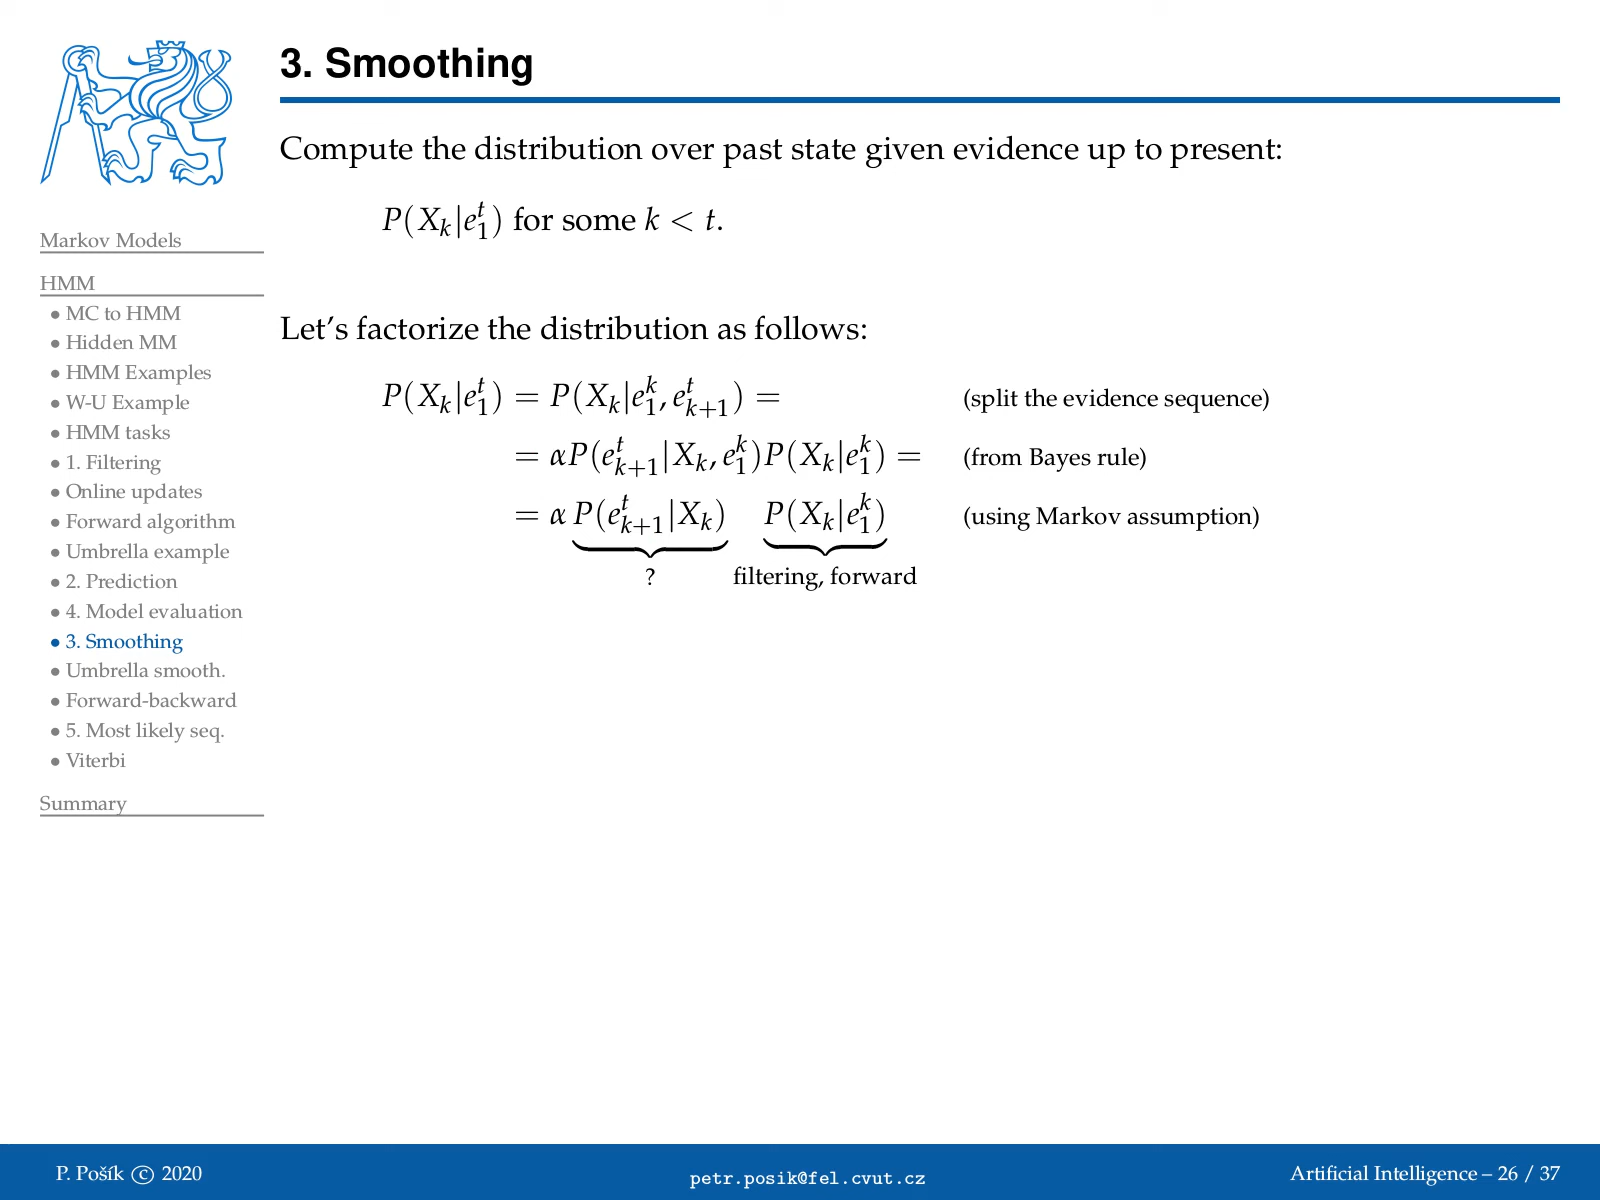 3. Smoothing
Compute the distribution over past state given evidence up to present:
P(X_k|e_1^t) for some k < t.
Let's factorize the distribution as follows:
P(X_k|e_1^t) = P(X_k|e_1^k, e_{k+1}^t) = (split the evidence sequence)
= αP(e_{k+1}^t|X_k, e_1^k)P(X_k|e_1^k) = (from Bayes rule)
= α P(e_{k+1}^t|X_k) P(X_k|e_1^k) (using Markov assumption)
? filtering, forward
Markov Models
HMM
• MC to HMM
• Hidden MM
• HMM Examples
• W-U Example
• HMM tasks
• 1. Filtering
• Online updates
• Forward algorithm
• Umbrella example
• 2. Prediction
• 4. Model evaluation
• 3. Smoothing
• Umbrella smooth.
• Forward-backward
• 5. Most likely seq.
• Viterbi
Summary
P. Pošík © 2020
petr.posik@fel.cvut.cz
Artificial Intelligence – 26 / 37